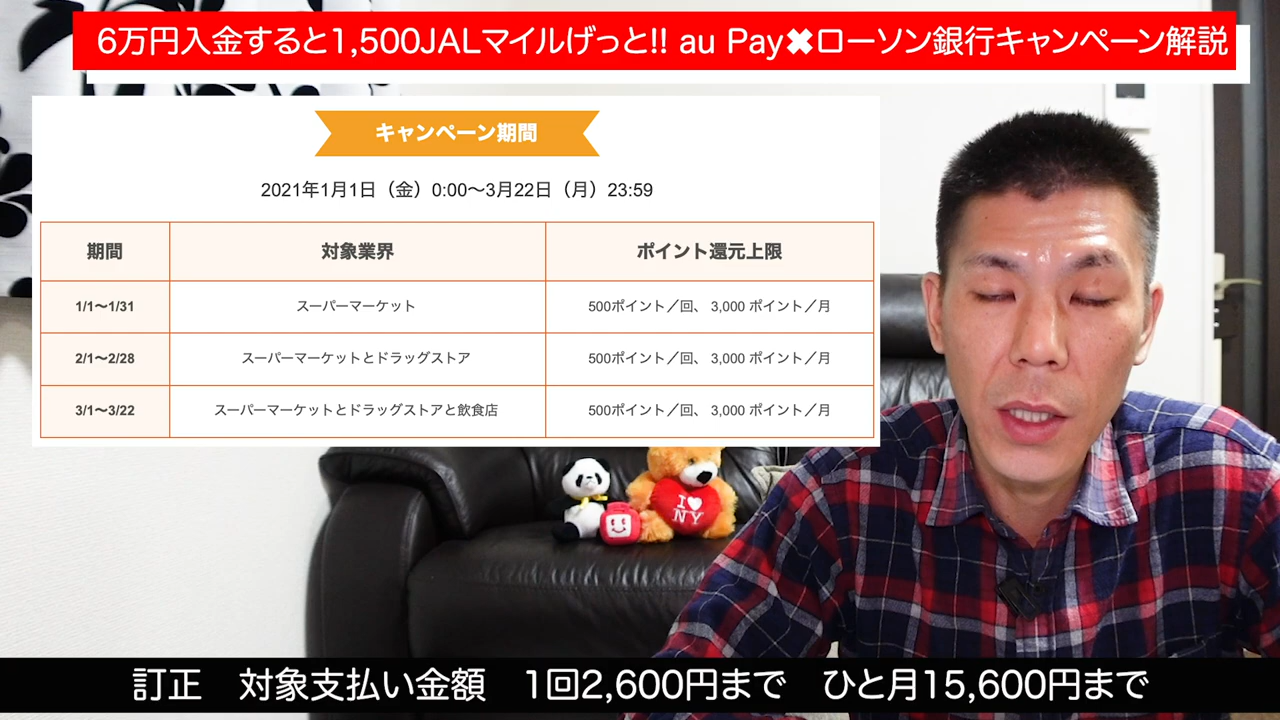 6万円入金すると1,500JALマイルげっと!! au Pay✖ローソン銀行キャンペーン解説
キャンペーン期間
2021年1月1日（金）0:00〜3月22日（月）23:59
期間 対象業界 ポイント還元上限
1/1〜1/31 スーパーマーケット 500ポイント／回、3,000 ポイント／月
2/1〜2/28 スーパーマーケットとドラッグストア 500ポイント／回、3,000 ポイント／月
3/1〜3/22 スーパーマーケットとドラッグストアと飲食店 500ポイント／回、3,000 ポイント／月
I♥
NY
訂正 対象支払い金額 1回2,600円まで ひと月15,600円まで